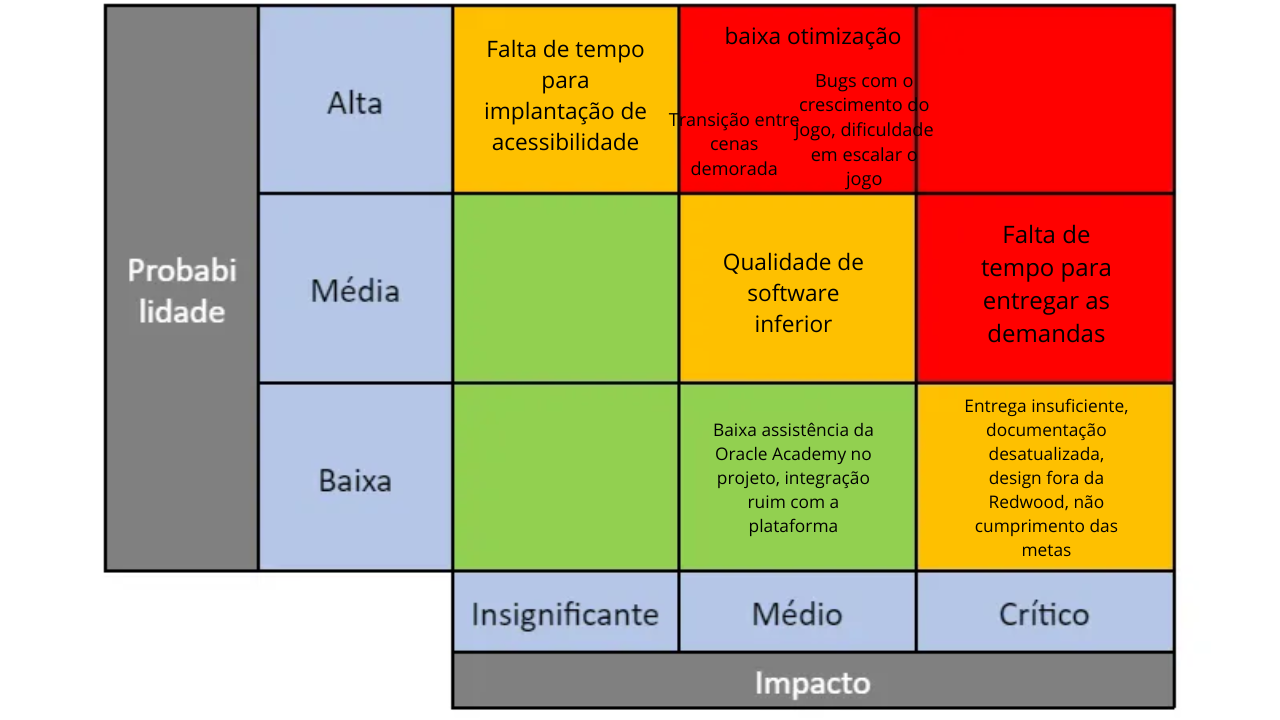 Probabi
lidade
Alta
Falta de tempo
para
implantação de
acessibilidade
baixa otimização
Transição entre
cenas
demorada
Bugs com o
crescimento do
jogo, dificuldade
em escalar o
jogo
Média
Qualidade de
software
inferior
Falta de
tempo para
entregar as
demandas
Baixa
Baixa assistência da
Oracle Academy no
projeto, integração
ruim com a
plataforma
Entrega insuficiente,
documentação
desatualizada,
design fora da
Redwood, não
cumprimento das
metas
Insignificante
Médio
Crítico
Impacto